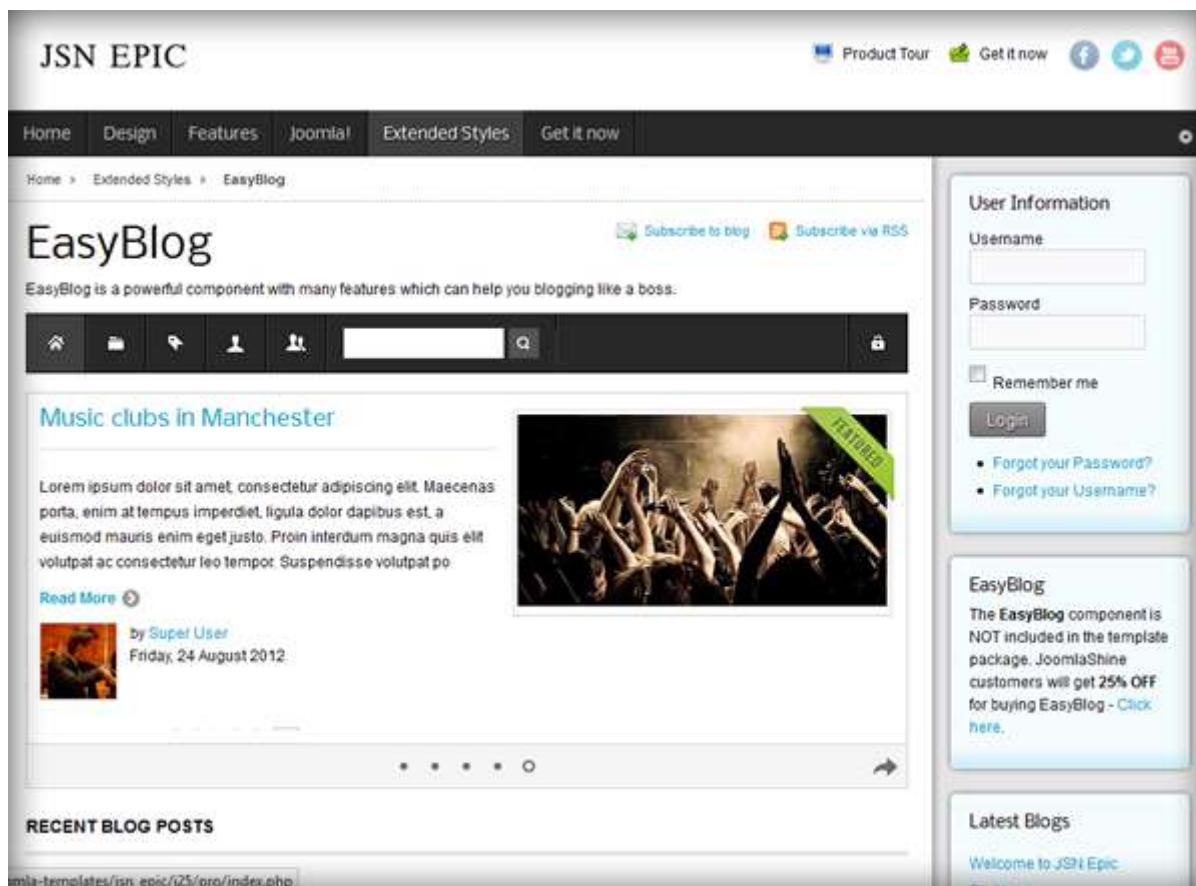 JSN EPIC
Product Tour
Get it now
Home
Design
Features
Joomla!
Extended Styles
Get it now
Home
Extended Styles
EasyBlog
EasyBlog
Subscribe to blog
Subscribe via RSS
EasyBlog is a powerful component with many features which can help you blogging like a boss.
Music clubs in Manchester
FEATURED
Lorem ipsum dolor sit amet, consectetur adipiscing elit. Maecenas
porta, enim at tempus imperdiet, ligula dolor dapibus est, a
euismod mauris enim eget justo. Proin interdum magna quis elit
volutpat ac consectetur leo tempor. Suspendisse volutpat po
Read More
by Super User
Friday, 24 August 2012
RECENT BLOG POSTS
mla-templates/jsn_epic/j25/pro/index.php
User Information
Username
Password
Remember me
Login
Forgot your Password?
Forgot your Username?
EasyBlog
The EasyBlog component is
NOT included in the template
package. JoomlaShine
customers will get 25% OFF
for buying EasyBlog - Click
here.
Latest Blogs
Welcome to JSN Epic